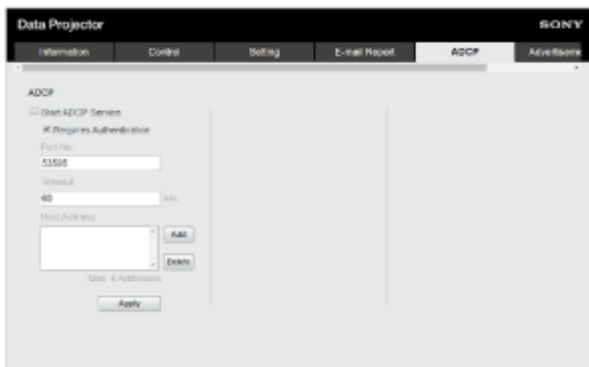 Data Projector
SONY
Information Control Setting E-mail Report ADCP Advertisem
ADCP
Start ADCP Service
Requires Authentication
Port No.
53595
Timeout
60 sec.
Host Address
Add
Delete
Max: 4 Addresses
Apply